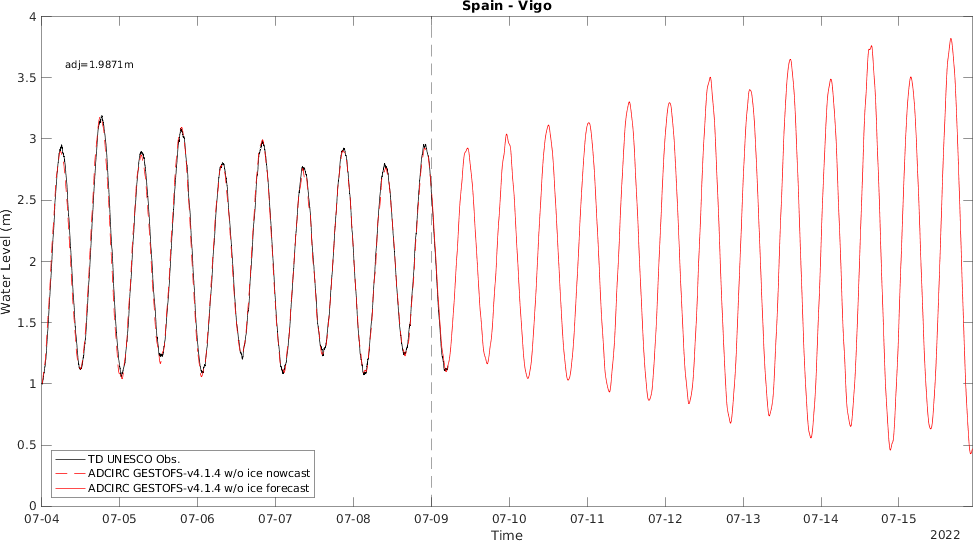 Spain - Vigo
adj=1.9871m
4
3.5
3
2.5
2
1.5
1
0.5
0
Water Level (m)
TD UNESCO Obs.
ADCIRC GESTOFS-v4.1.4 w/o ice nowcast
ADCIRC GESTOFS-v4.1.4 w/o ice forecast
07-04 07-05 07-06 07-07 07-08 07-09 07-10 07-11 07-12 07-13 07-14 07-15
Time
2022